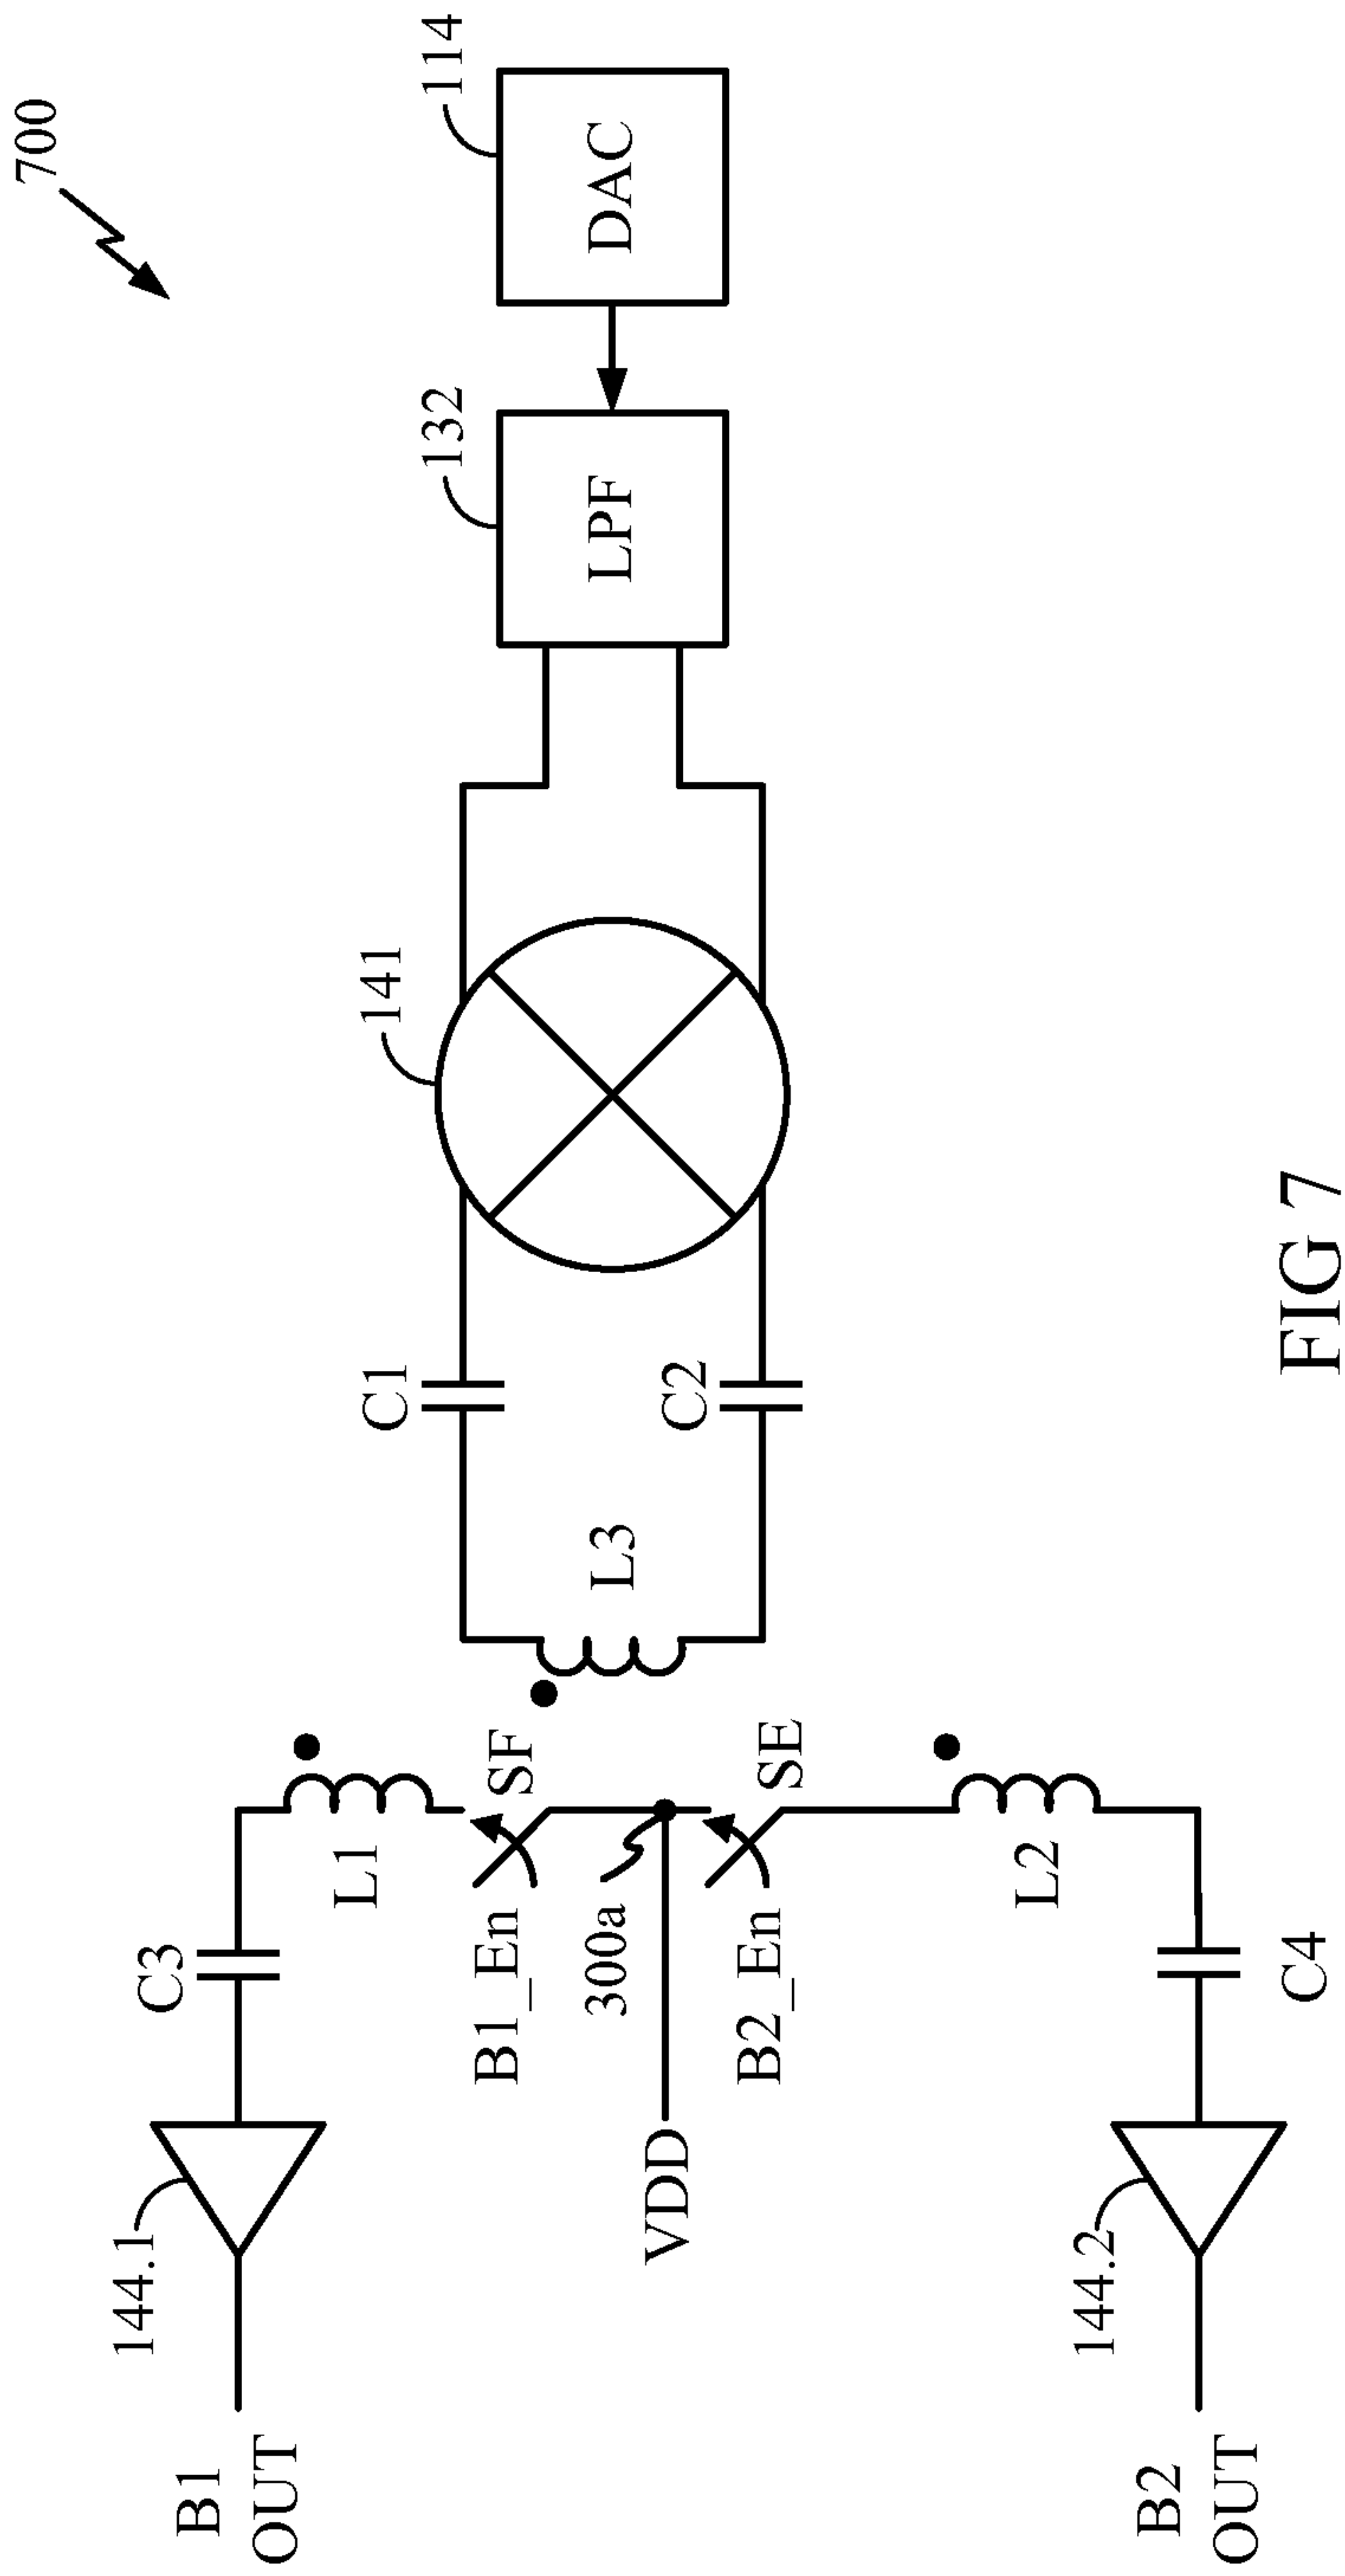 700
DAC
114
LPF
132
141
C1
C2
L3
SF
SE
L1
L2
B1_En
300a
B2_En
C3
C4
VDD
144.1
144.2
B1
OUT
B2
OUT
FIG 7